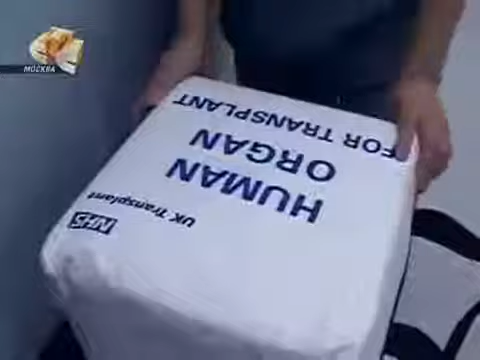 МОСКВА
HUMAN
ORGAN
FOR TRANSPLANT
UK Transplant
NHS